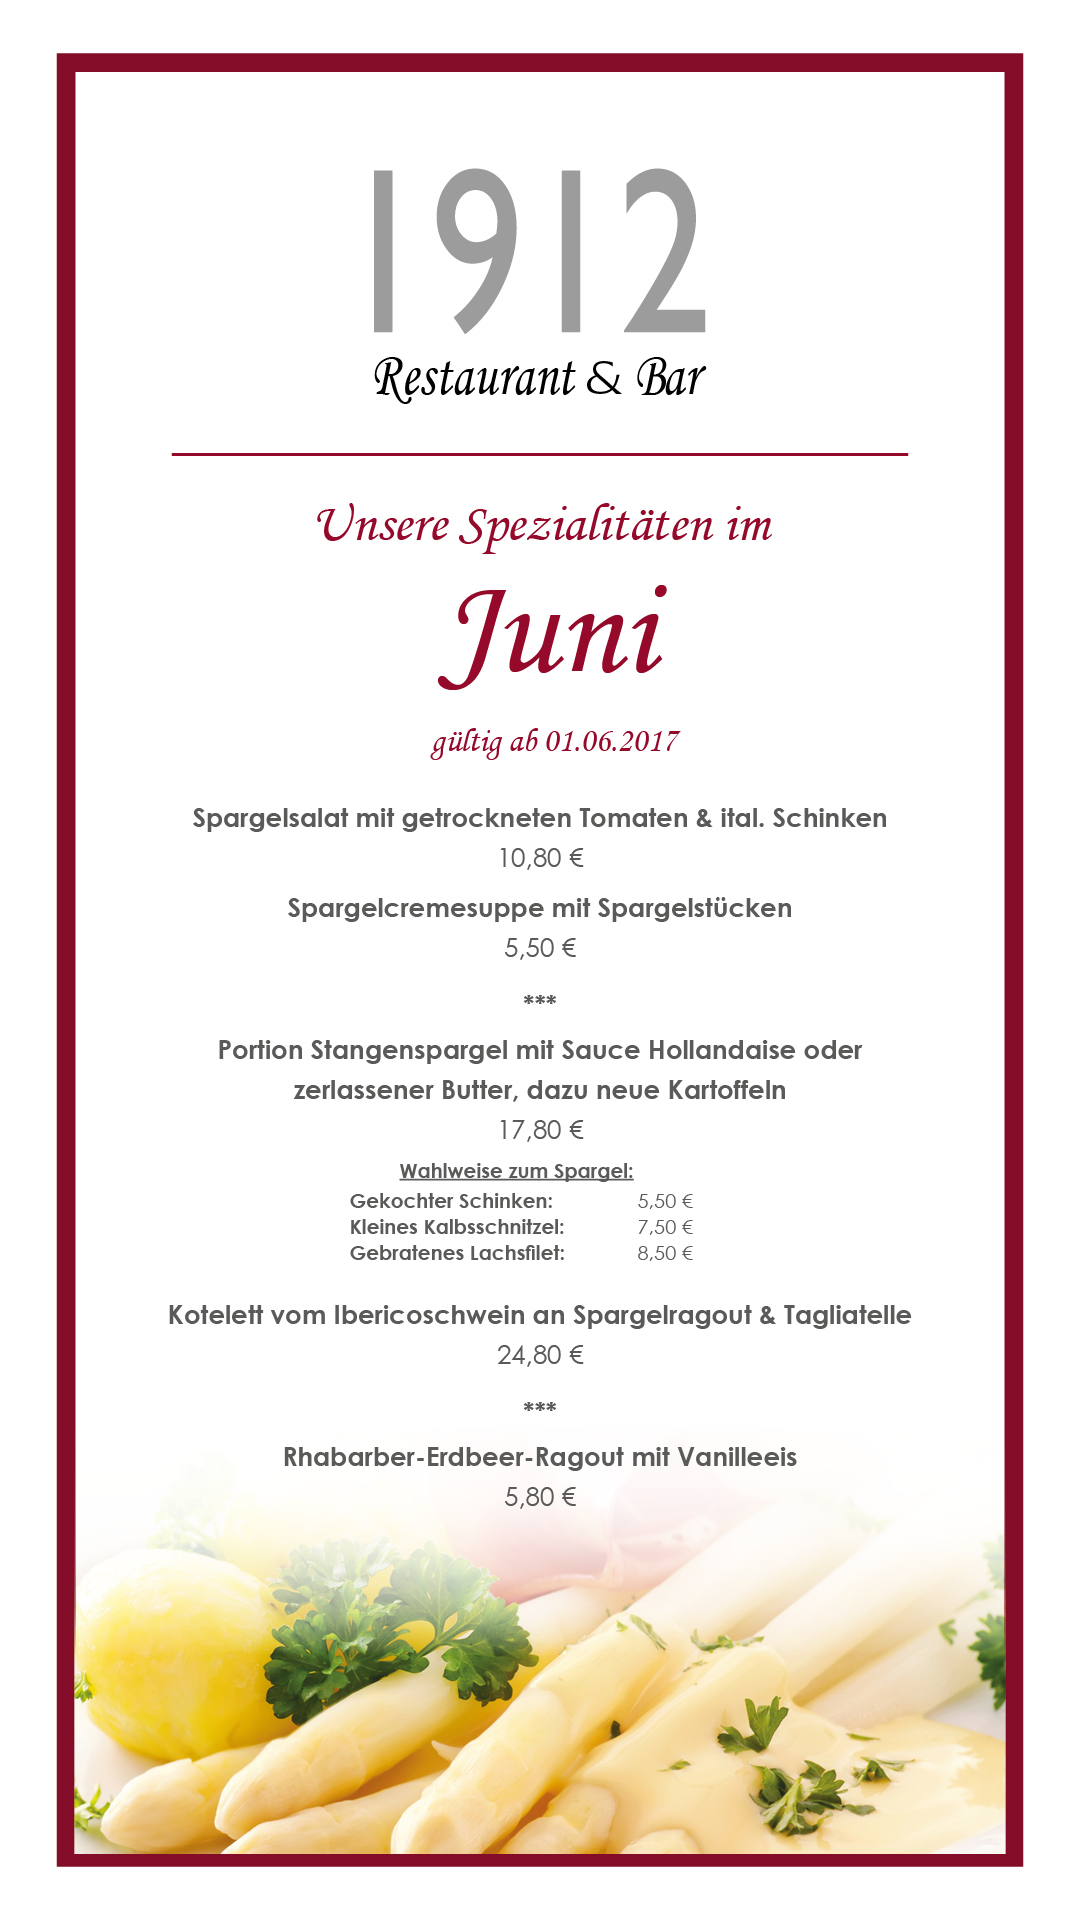 1912
Restaurant & Bar
Unsere Spezialitäten im
Juni
gültig ab 01.06.2017
Spargelsalat mit getrockneten Tomaten & ital. Schinken
10,80 €
Spargelcremesuppe mit Spargelstücken
5,50 €
***
Portion Stangenspargel mit Sauce Hollandaise oder
zerlassener Butter, dazu neue Kartoffeln
17,80 €
Wahlweise zum Spargel:
Gekochter Schinken: 5,50 €
Kleines Kalbsschnitzel: 7,50 €
Gebratenes Lachsfilet: 8,50 €
Kotelett vom Ibericoschwein an Spargelragout & Tagliatelle
24,80 €
***
Rhabarber-Erdbeer-Ragout mit Vanilleeis
5,80 €